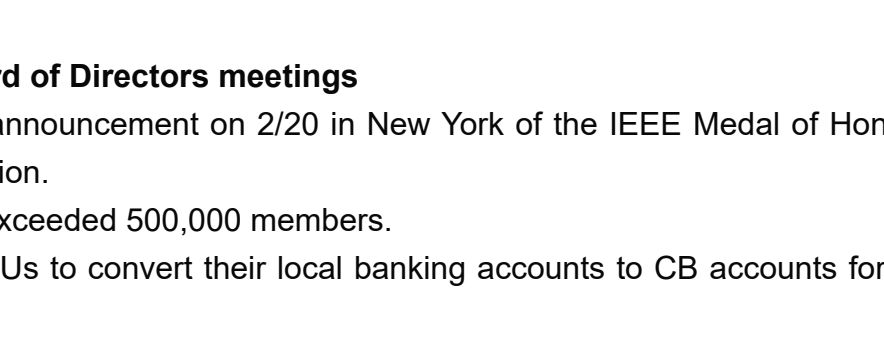 rd of Directors meetings
announcement on 2/20 in New York of the IEEE Medal of Hon
ion.
xceeded 500,000 members.
Us to convert their local banking accounts to CB accounts for